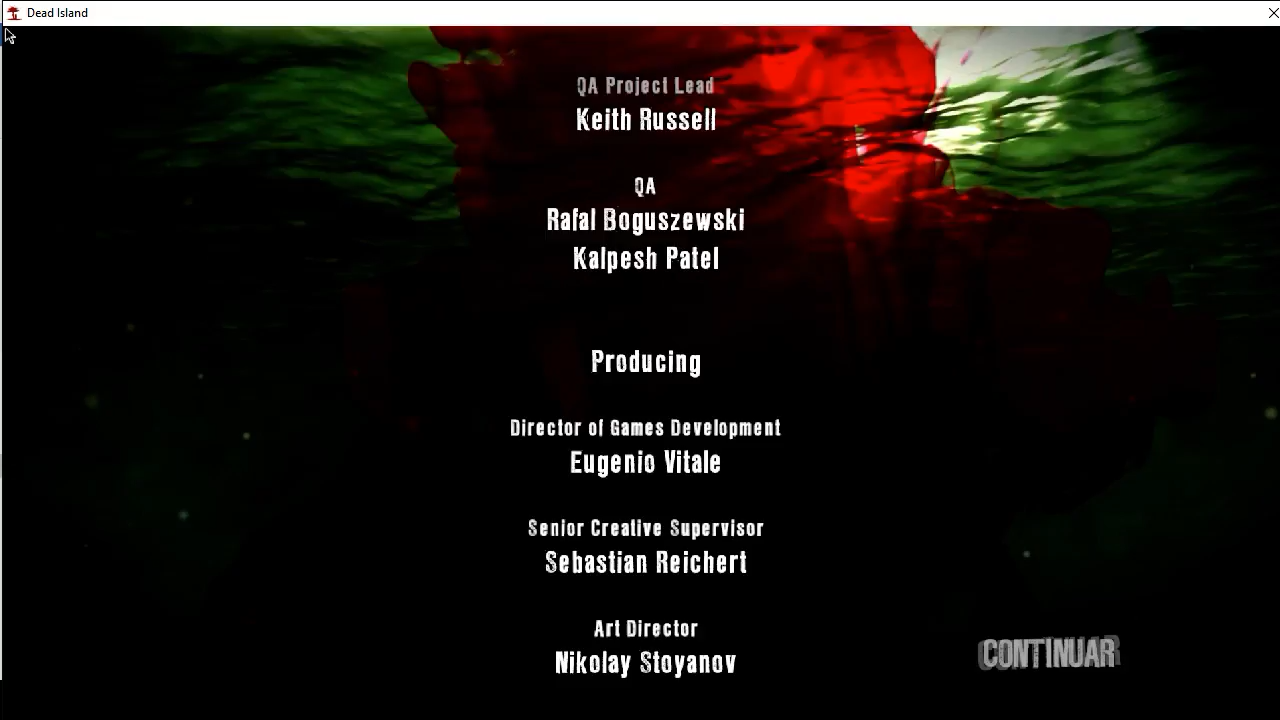 Dead Island
QA Project Lead
Keith Russell
QA
Rafal Boguszewski
Kalpesh Patel
Producing
Director of Games Development
Eugenio Vitale
Senior Creative Supervisor
Sebastian Reichert
Art Director
Nikolay Stoyanov
CONTINUAR